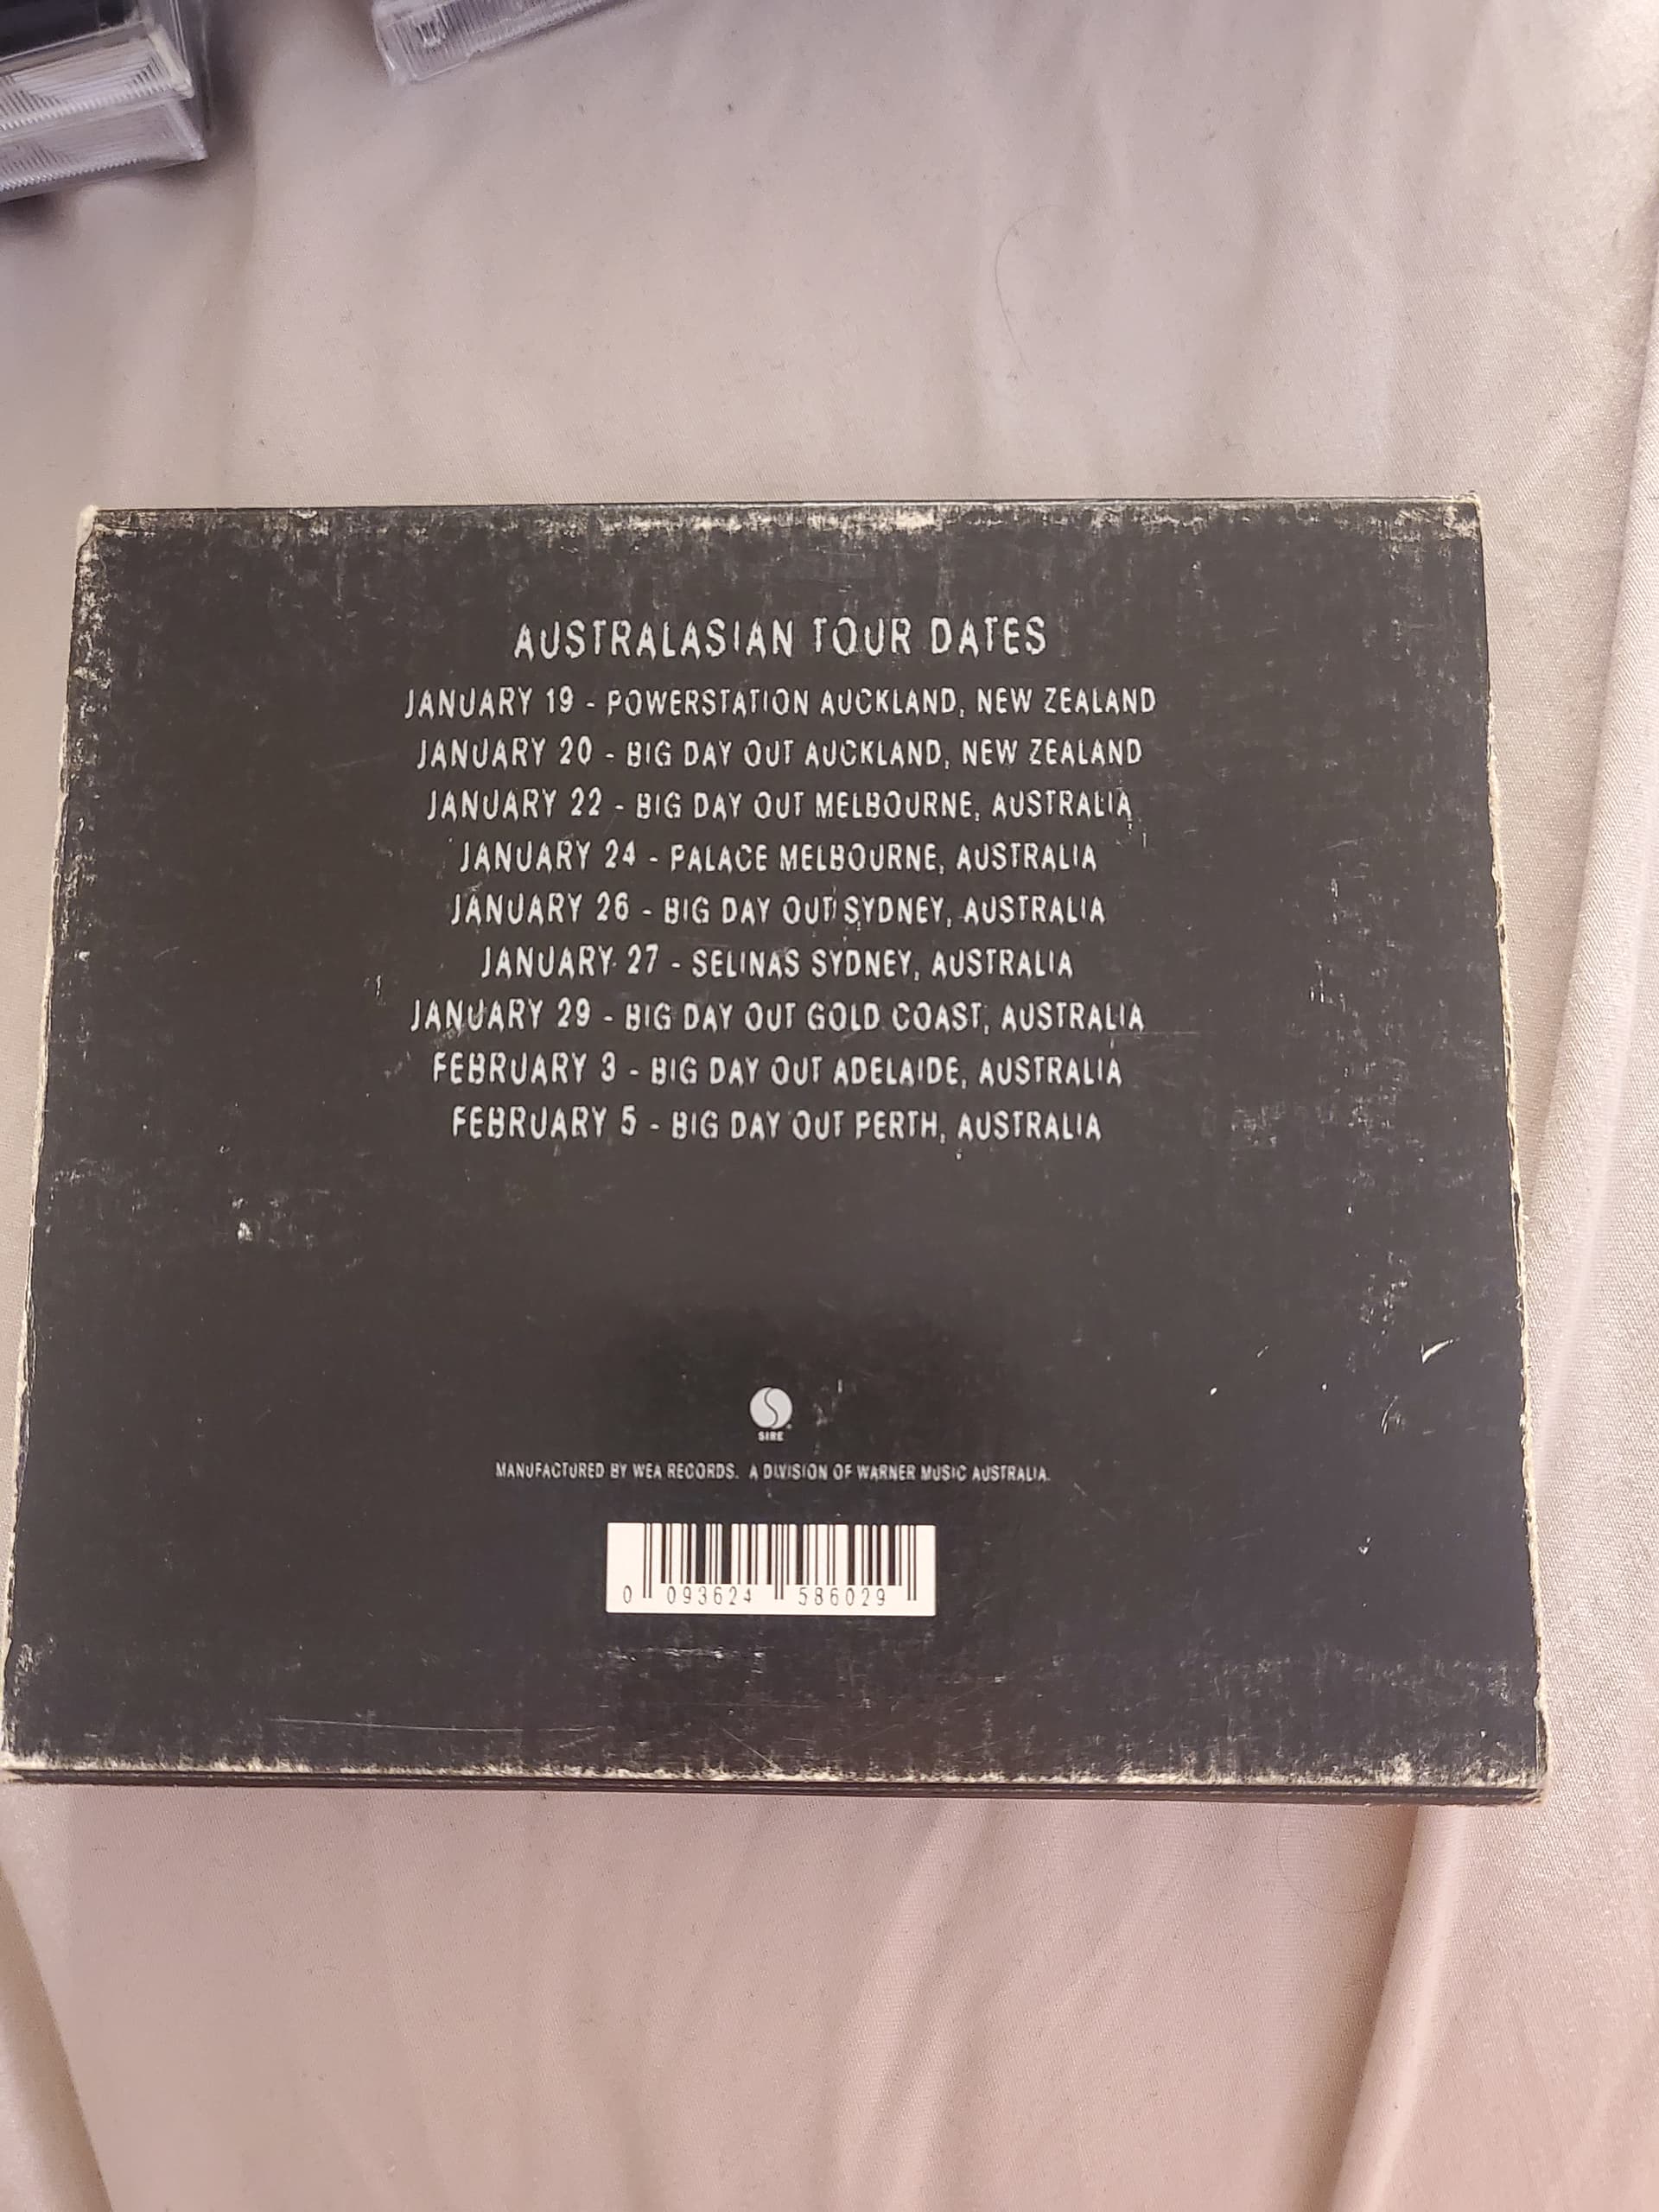 AUSTRALASIAN TOUR DATES
JANUARY 19 - POWERSTATION AUCKLAND, NEW ZEALAND
JANUARY 20 - BIG DAY OUT AUCKLAND, NEW ZEALAND
JANUARY 22 - BIG DAY OUT MELBOURNE, AUSTRALIA
JANUARY 24 - PALACE MELBOURNE, AUSTRALIA
JANUARY 26 - BIG DAY OUT SYDNEY, AUSTRALIA
JANUARY 27 - SELINAS SYDNEY, AUSTRALIA
JANUARY 29 - BIG DAY OUT GOLD COAST, AUSTRALIA
FEBRUARY 3 - BIG DAY OUT ADELAIDE, AUSTRALIA
FEBRUARY 5 - BIG DAY OUT PERTH, AUSTRALIA
SIRE
MANUFACTURED BY WEA RECORDS. A DIVISION OF WARNER MUSIC AUSTRALIA.
0 093624 586029